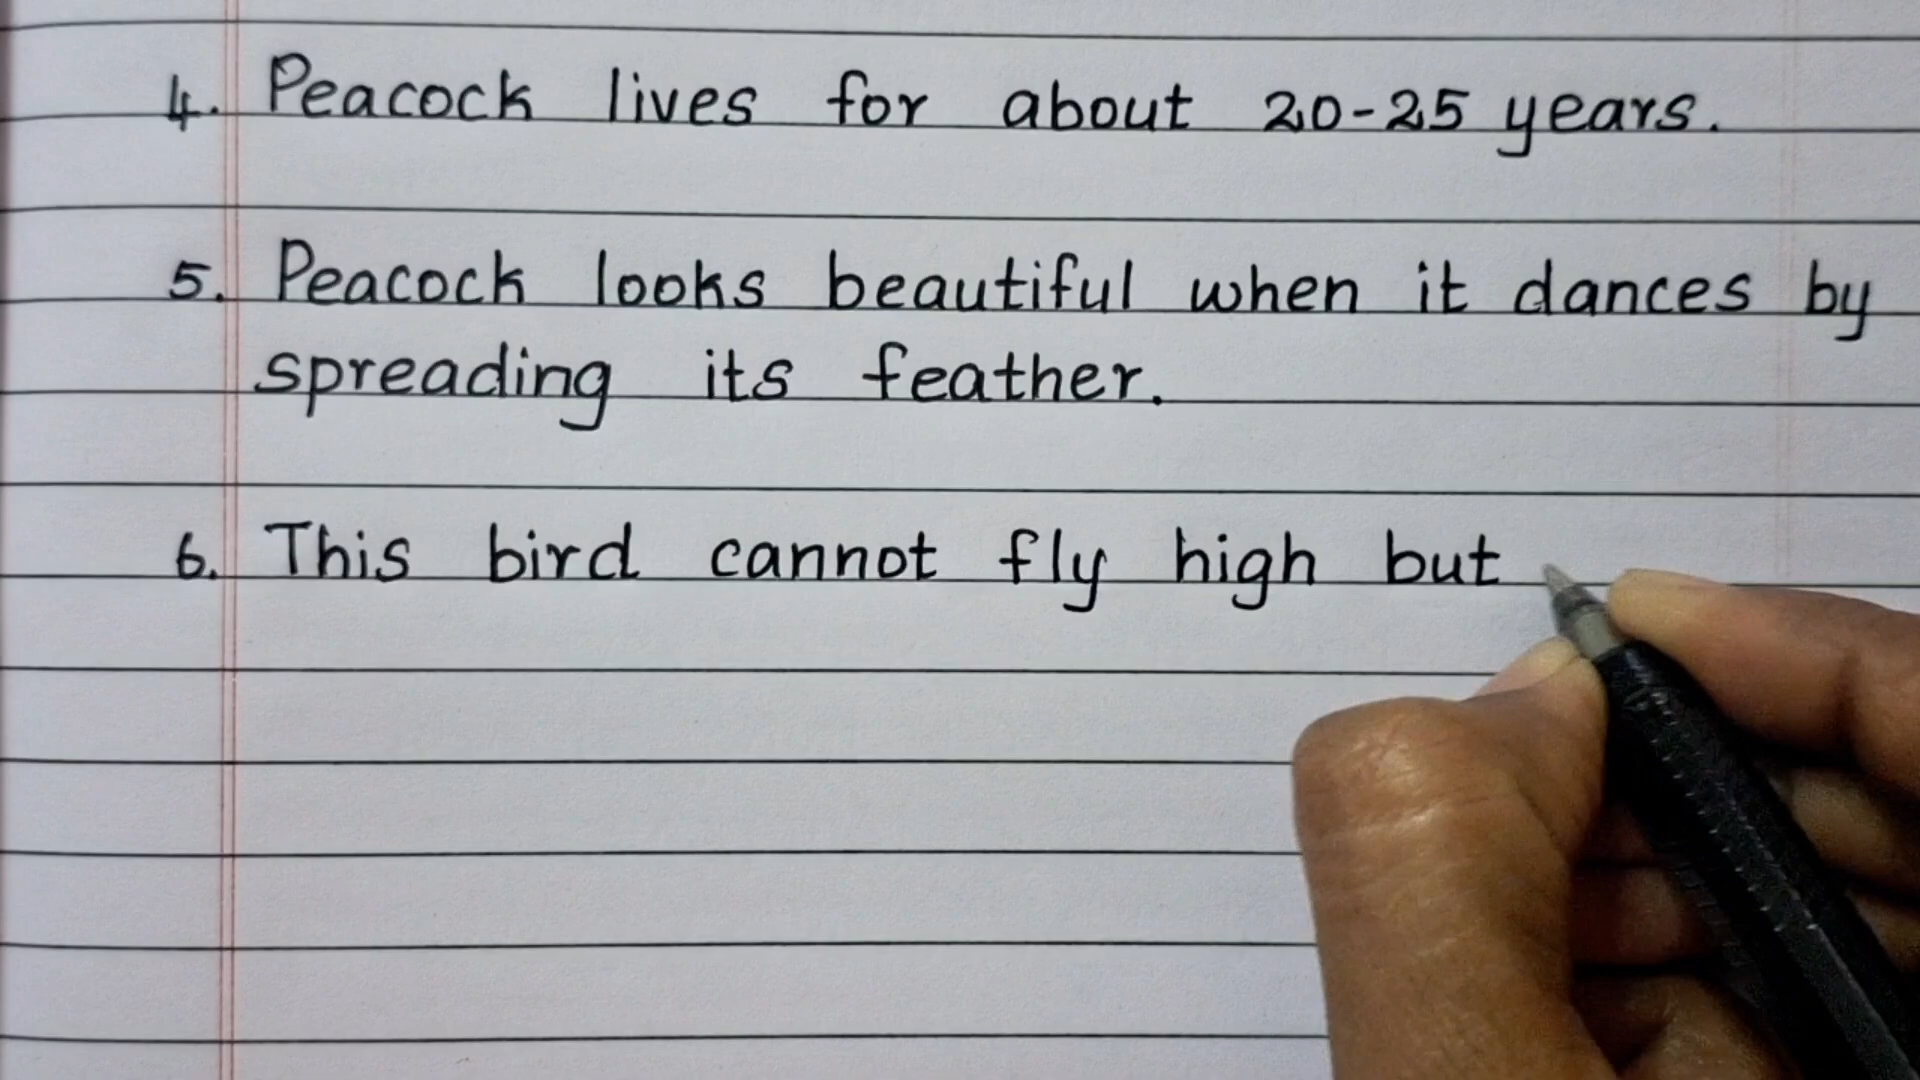 4. Peacock lives for about 20-25 years.
5. Peacock looks beautiful when it dances by
spreading its feather.
6. This bird cannot fly high but